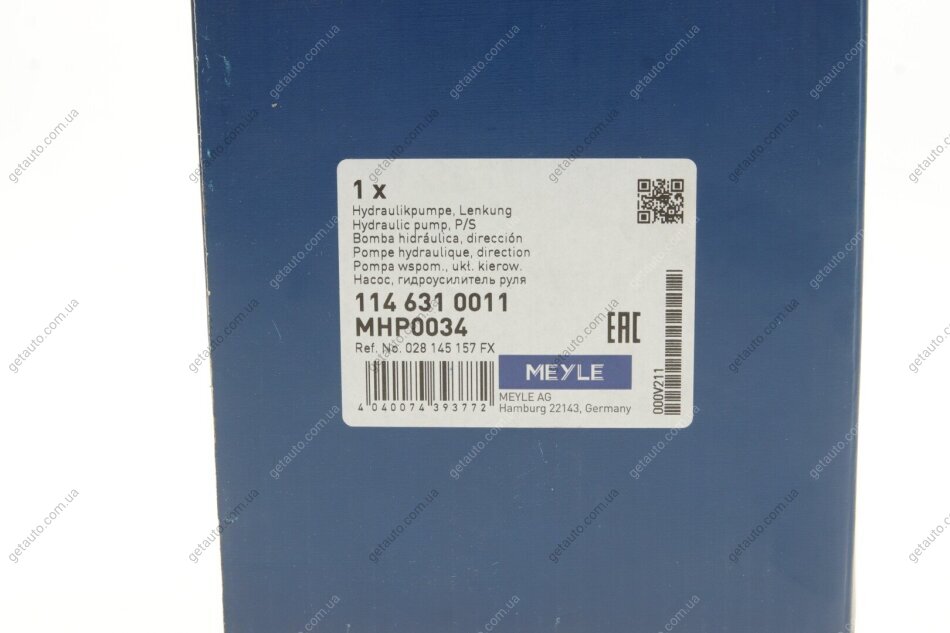 1 x
Hydraulikpumpe, Lenkung
Hydraulic pump, P/S
Bomba hidráulica, dirección
Pompe hydraulique, direction
Pompa wspom., ukł. kierow.
Насос, гидроусилитель руля
114 631 0011
MHP0034
Ref. No. 028 145 157 FX
4 040074 393772
MEYLE
MEYLE AG
Hamburg 22143, Germany
EAC
000V211
getauto.com.ua